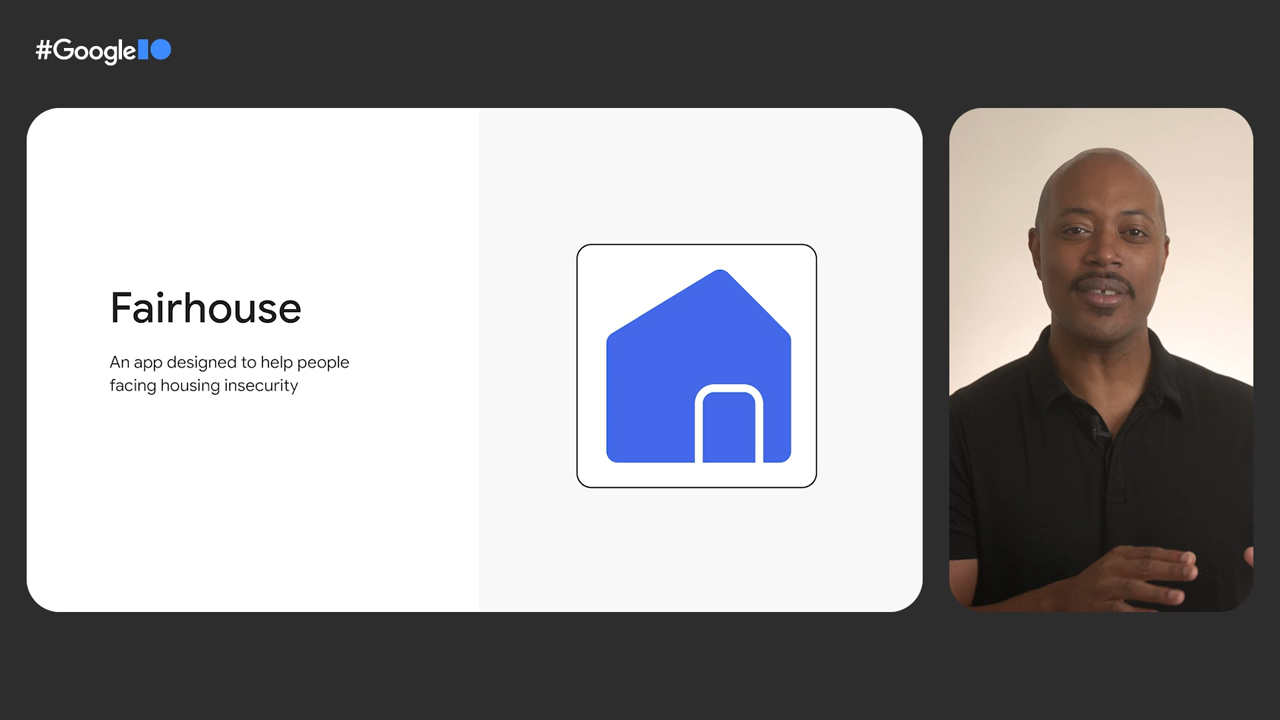 #GoogleIO
Fairhouse
An app designed to help people
facing housing insecurity